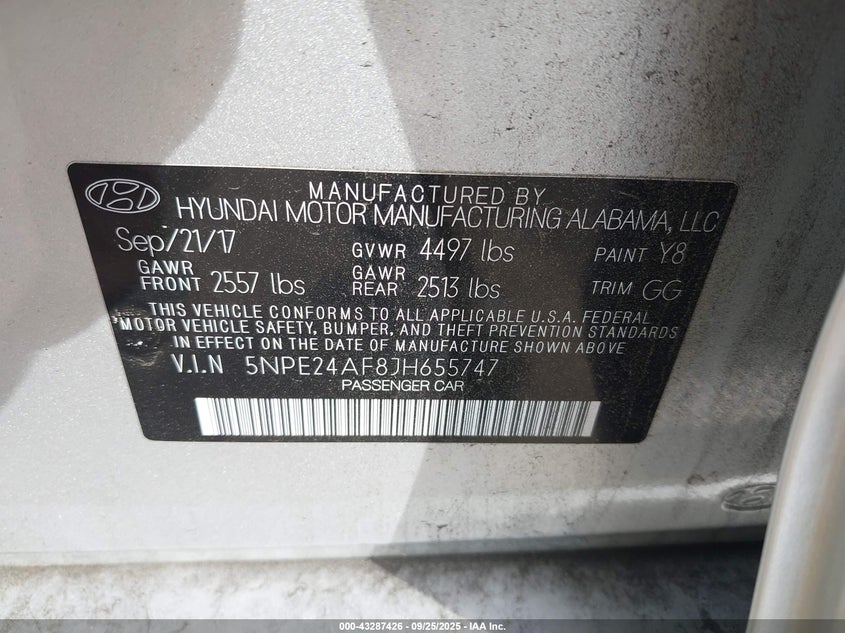 MANUFACTURED BY
HYUNDAI MOTOR MANUFACTURING ALABAMA, LLC
Sep/21/17 GVWR 4497 lbs PAINT Y8
GAWR FRONT 2557 lbs GAWR REAR 2513 lbs TRIM GG
THIS VEHICLE CONFORMS TO ALL APPLICABLE U.S.A. FEDERAL
MOTOR VEHICLE SAFETY, BUMPER, AND THEFT PREVENTION STANDARDS
IN EFFECT ON THE DATE OF MANUFACTURE SHOWN ABOVE
V.I.N 5NPE24AF8JH655747
PASSENGER CAR
000-43287426 - 09/25/2025 - IAA Inc.